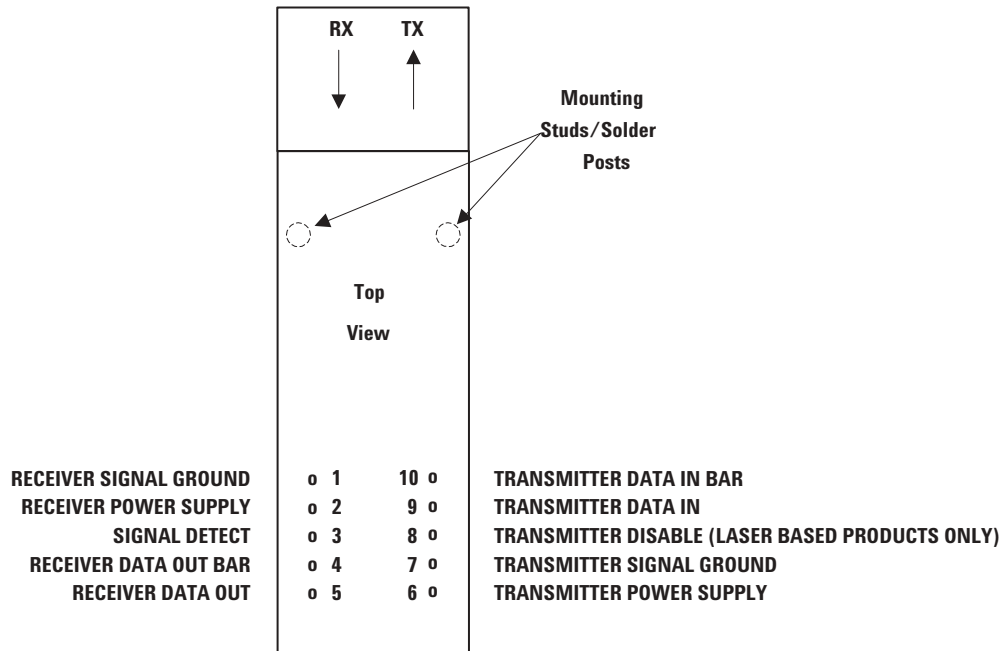 RX TX
Mounting
Studs/Solder
Posts
Top
View
RECEIVER SIGNAL GROUND o 1 10 o TRANSMITTER DATA IN BAR
RECEIVER POWER SUPPLY o 2 9 o TRANSMITTER DATA IN
SIGNAL DETECT o 3 8 o TRANSMITTER DISABLE (LASER BASED PRODUCTS ONLY)
RECEIVER DATA OUT BAR o 4 7 o TRANSMITTER SIGNAL GROUND
RECEIVER DATA OUT o 5 6 o TRANSMITTER POWER SUPPLY